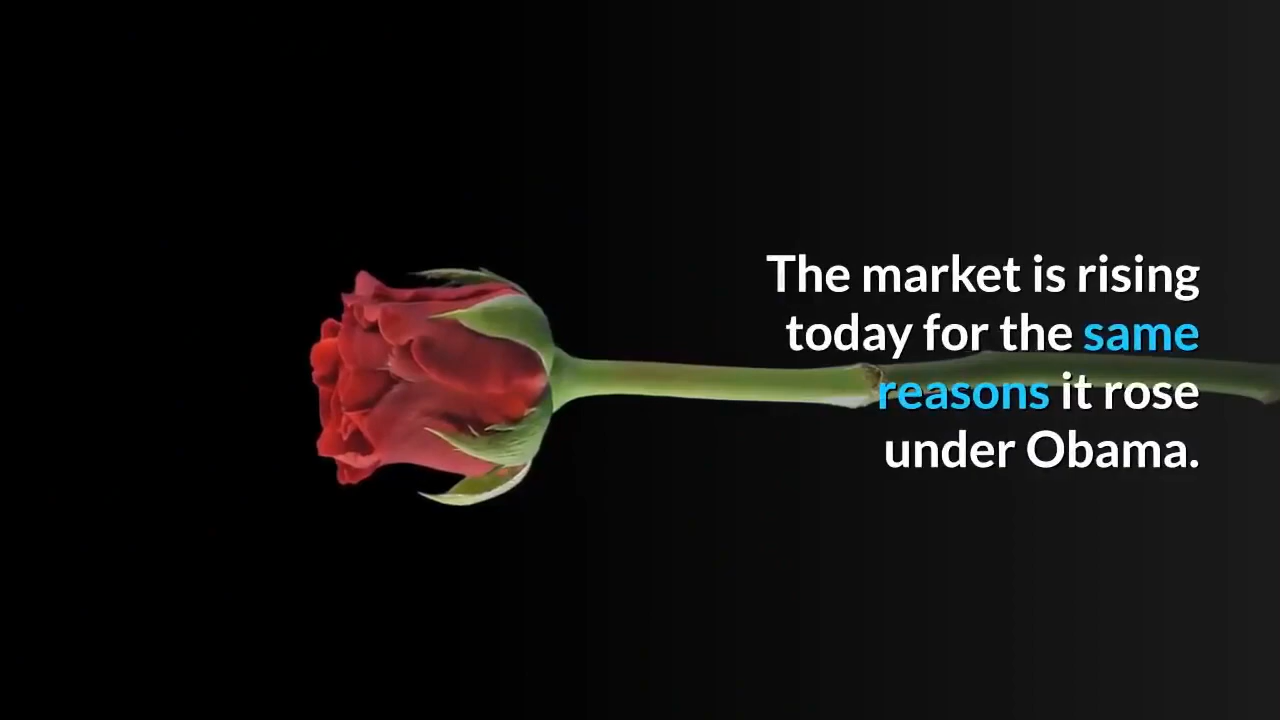 The market is rising
today for the same
reasons it rose
under Obama.